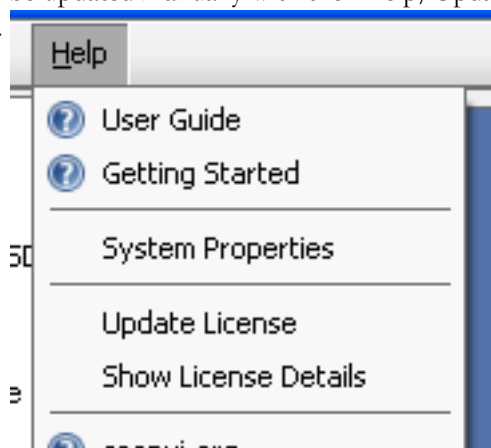 Help
User Guide
Getting Started
System Properties
Update License
Show License Details